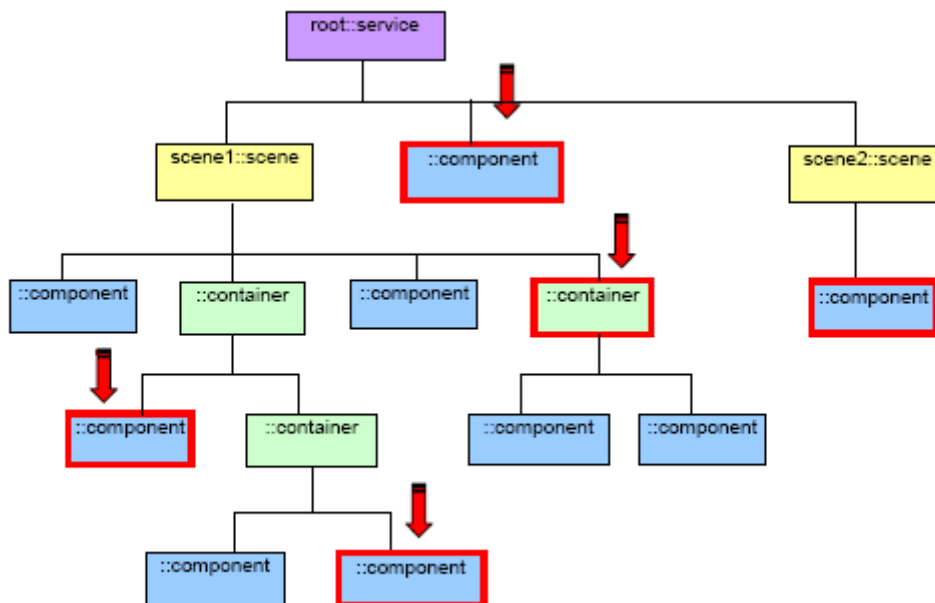 root::service
scene1::scene
::component
scene2::scene
::component
::container
::component
::container
::component
::component
::container
::component
::component
::component
::component